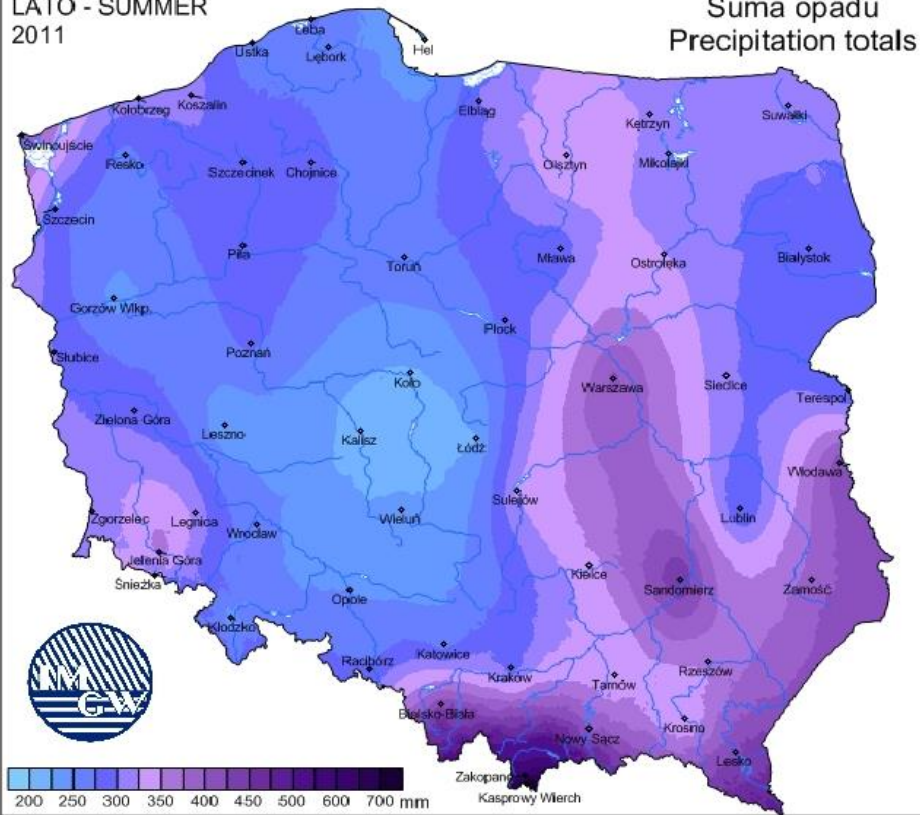 LATO - SUMMER
2011
Suma opadu
Precipitation totals
Łeba
Hel
Ustka
Lębork
Kołobrzeg
Koszalin
Elbląg
Kętrzyn
Suwałki
Świnoujście
Resko
Szczecinek
Chojnice
Olsztyn
Mikołajki
Szczecin
Piła
Toruń
Mława
Ostrołęka
Białystok
Gorzów Wlkp.
Płock
Słubice
Poznań
Koło
Warszawa
Siedlce
Terespol
Zielona Góra
Leszno
Kalisz
Łódź
Włodawa
Sulejów
Zgorzelec
Legnica
Wrocław
Wieluń
Lublin
Jelenia Góra
Śnieżka
Kielce
Sandomierz
Zamość
Opole
Kłodzko
Racibórz
Katowice
Kraków
Tarnów
Rzeszów
IM
GW
Bielsko-Biała
Nowy Sącz
Krosno
Lesko
Zakopane
Kasprowy Wierch
200 250 300 350 400 450 500 600 700 mm